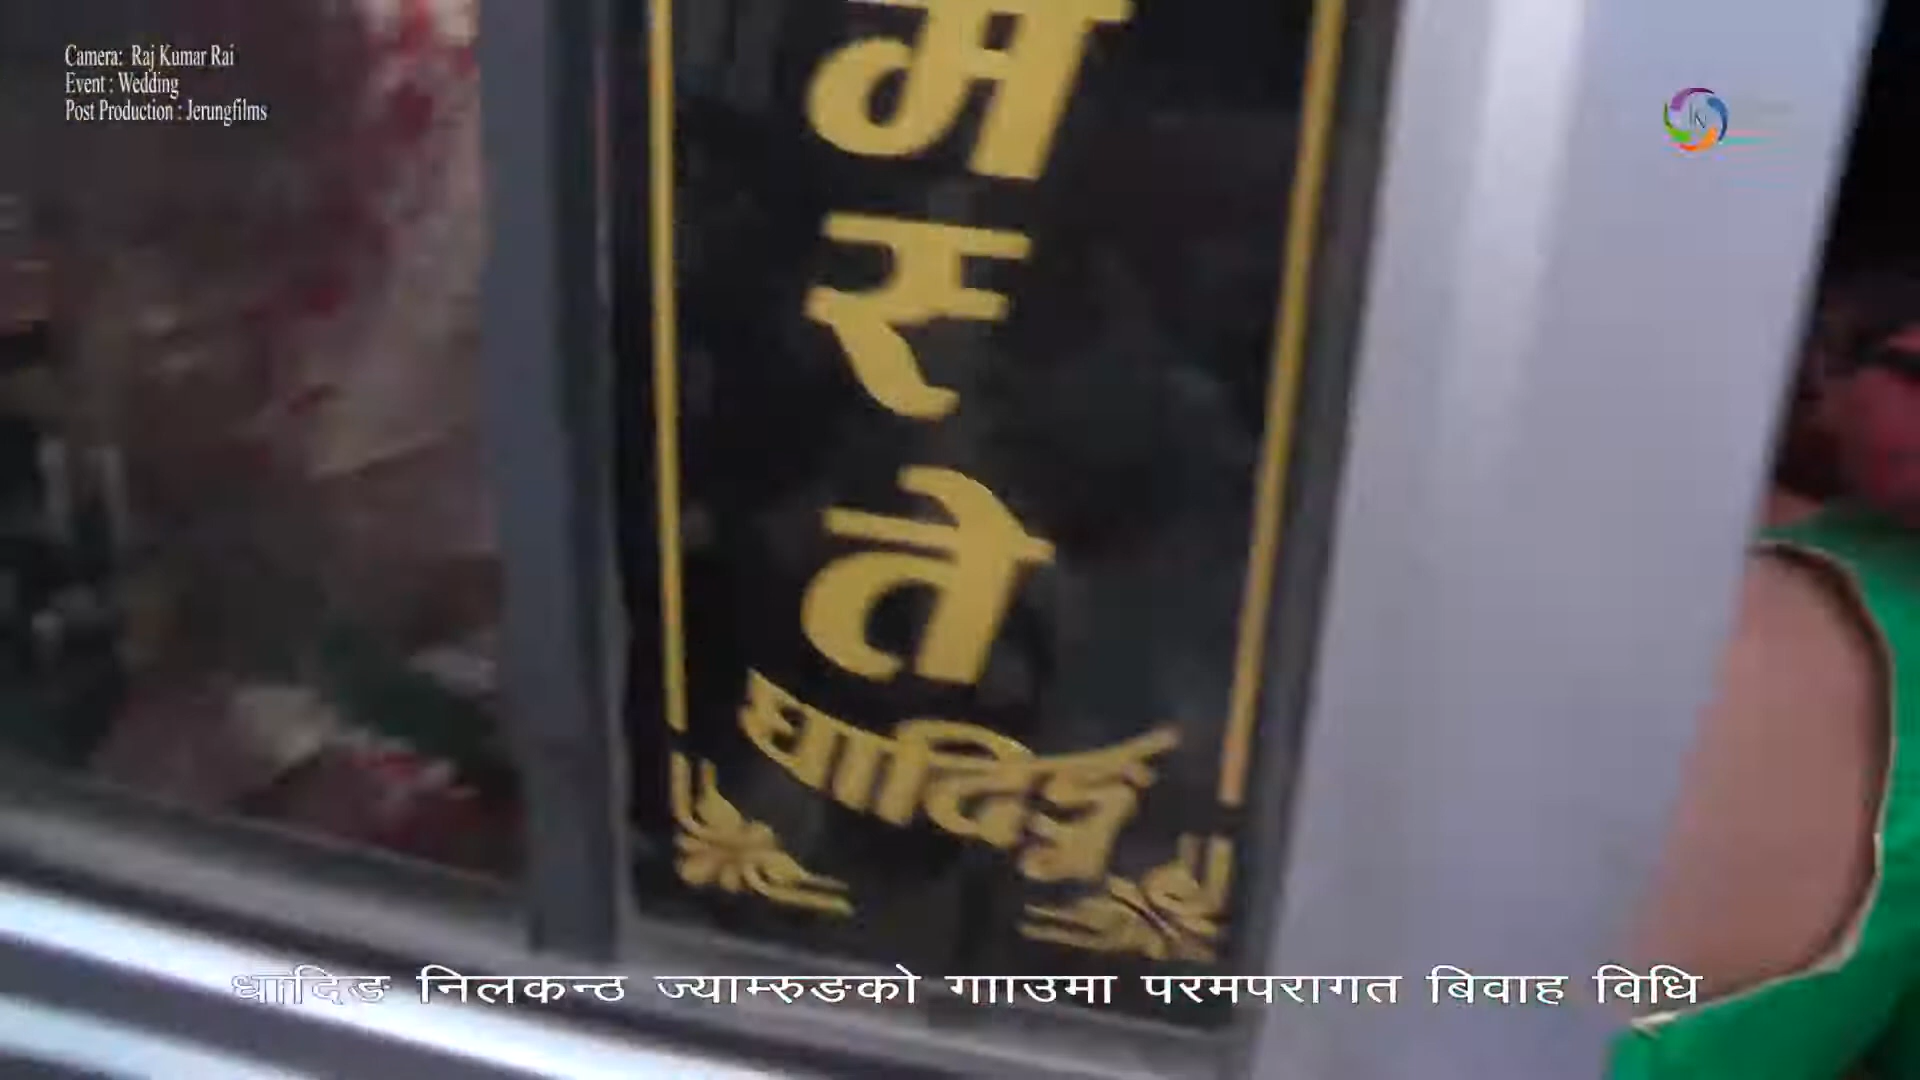 Camera: Raj Kumar Rai
Event : Wedding
Post Production : Jerungfilms
म
स्
ते
घादिङ्ग
धादिङ निलकन्ठ ज्याम्रुङको गााउमा परमपरागत बिवाह विधि